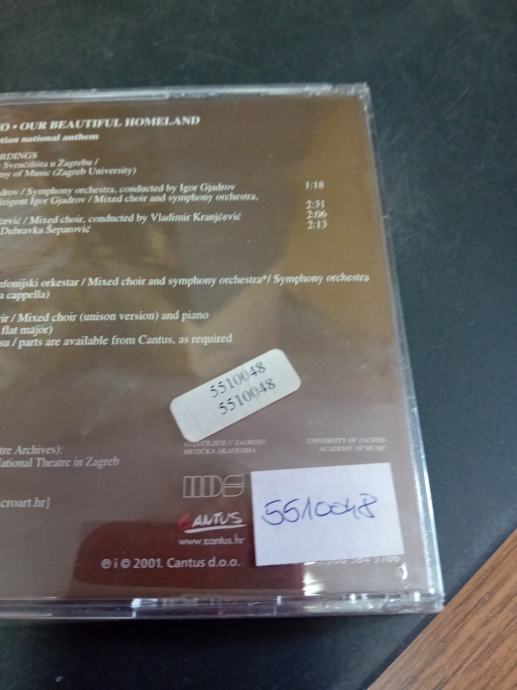 O • OUR BEAUTIFUL HOMELAND
tian national anthem
RDINGS
Sveučilišta u Zagrebu /
my of Music (Zagreb University)
drov / Symphony orchestra, conducted by Igor Gjadrov 1:18
irigent Igor Gjadrov / Mixed choir and symphony orchestra,
2:31
ević / Mixed choir, conducted by Vladimir Kranjčević 2:06
Dubravka Šeparović 2:13
nfonijski orkestar / Mixed choir and symphony orchestra*/ Symphony orchestra
a cappella)
vir / Mixed choir (unison version) and piano
flat major)
su / parts are available from Cantus, as required
5510048
5510048
SVEUČILIŠTE U ZAGREBU
MUZIČKA AKADEMIJA
UNIVERSITY OF ZAGREB
ACADEMY OF MUSIC
tre Archives):
National Theatre in Zagreb
croart.hr]
CANTUS
www.cantus.hr
5510048
℗ i © 2001. Cantus d.o.o.